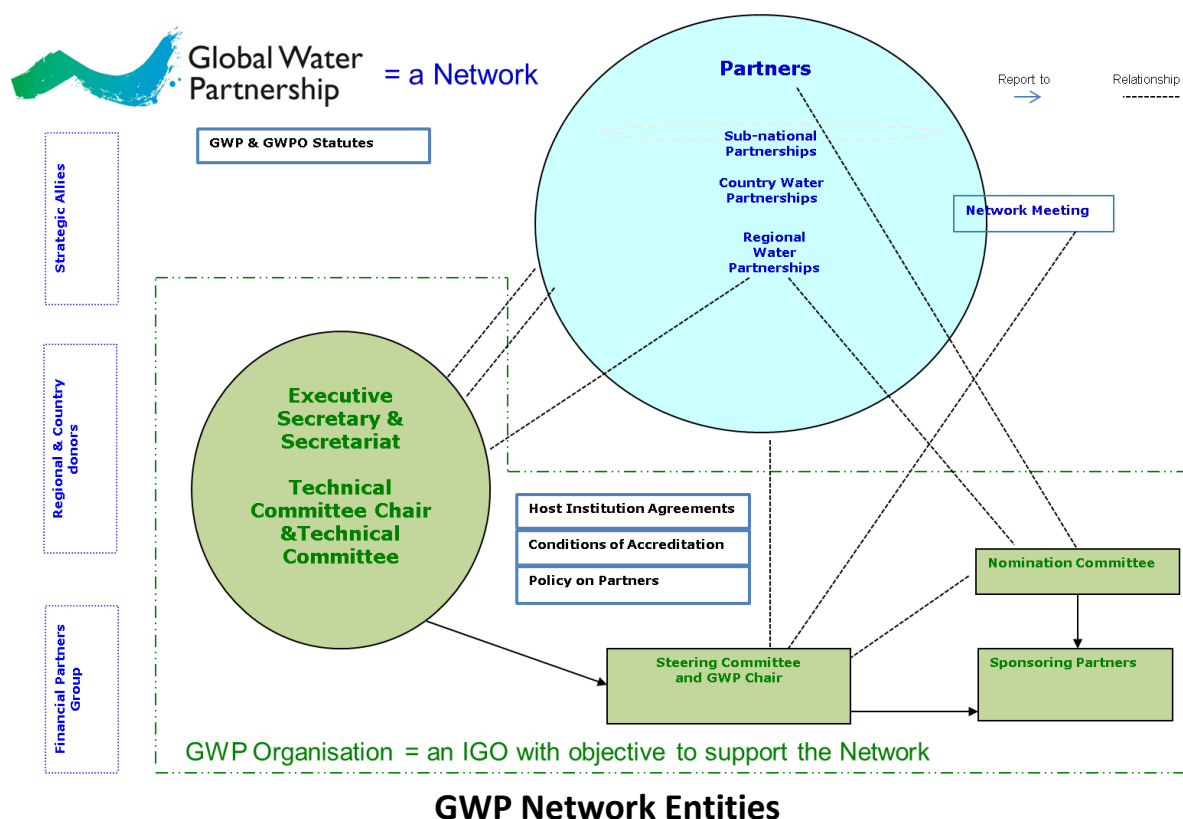 Global Water
Partnership
= a Network
Partners
Report to
Relationship
GWP & GWPO Statutes
Sub-national
Partnerships
Country Water
Partnerships
Regional
Water
Partnerships
Network Meeting
Strategic Allies
Regional & Country
donors
Financial Partners
Group
Executive
Secretary &
Secretariat
Technical
Committee Chair
&Technical
Committee
Host Institution Agreements
Conditions of Accreditation
Policy on Partners
Nomination Committee
Steering Committee
and GWP Chair
Sponsoring Partners
GWP Organisation = an IGO with objective to support the Network
GWP Network Entities